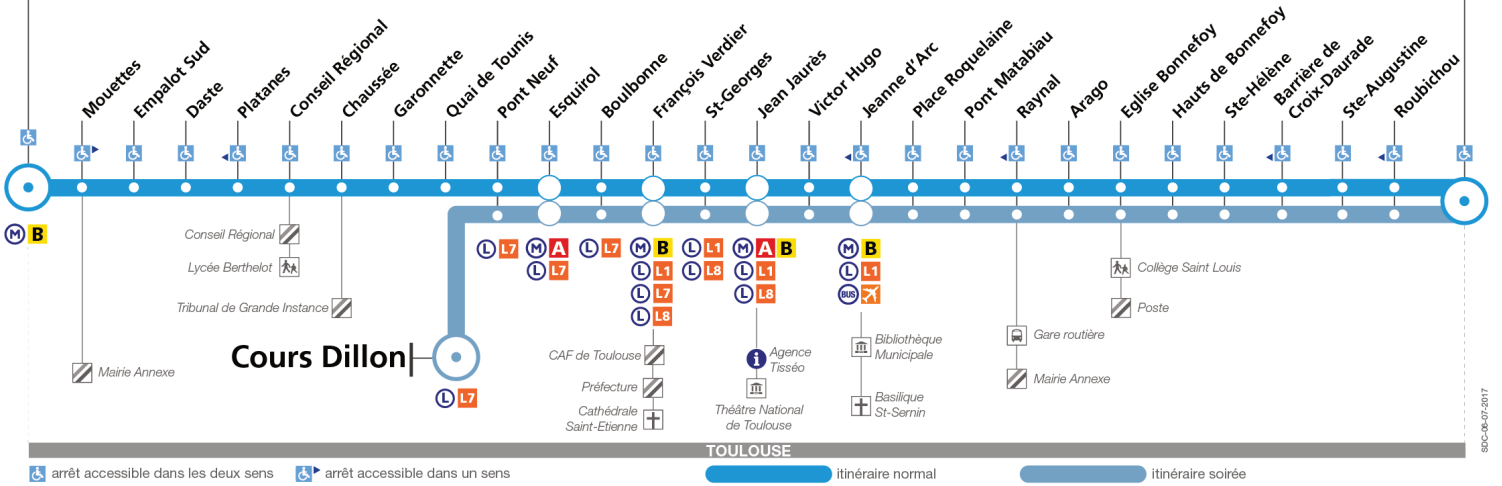 Mouettes
Empalot Sud
Daste
Platanes
Conseil Régional
Chaussée
Garonnette
Quai de Tounis
Pont Neuf
Esquirol
Boulbonne
François Verdier
St-Georges
Jean Jaurès
Victor Hugo
Jeanne d'Arc
Place Roquelaine
Pont Matabiau
Raynal
Arago
Eglise Bonnefoy
Hauts de Bonnefoy
Ste-Hélène
Barrière de
Croix-Daurade
Ste-Augustine
Roubichou
M B
L L7
M A
L L7
L L7
M B
L L1
L L7
L L8
L L1
L L8
M A B
L L1
L L8
M B
L L1
BUS
Conseil Régional
Lycée Berthelot
Tribunal de Grande Instance
Mairie Annexe
Cours Dillon
L L7
CAF de Toulouse
Préfecture
Cathédrale
Saint-Etienne
i Agence
Tisséo
Théâtre National
de Toulouse
Bibliothèque
Municipale
Basilique
St-Sernin
Gare routière
Mairie Annexe
Collège Saint Louis
Poste
SDC-06-07-2017
TOULOUSE
arrêt accessible dans les deux sens
arrêt accessible dans un sens
itinéraire normal
itinéraire soirée